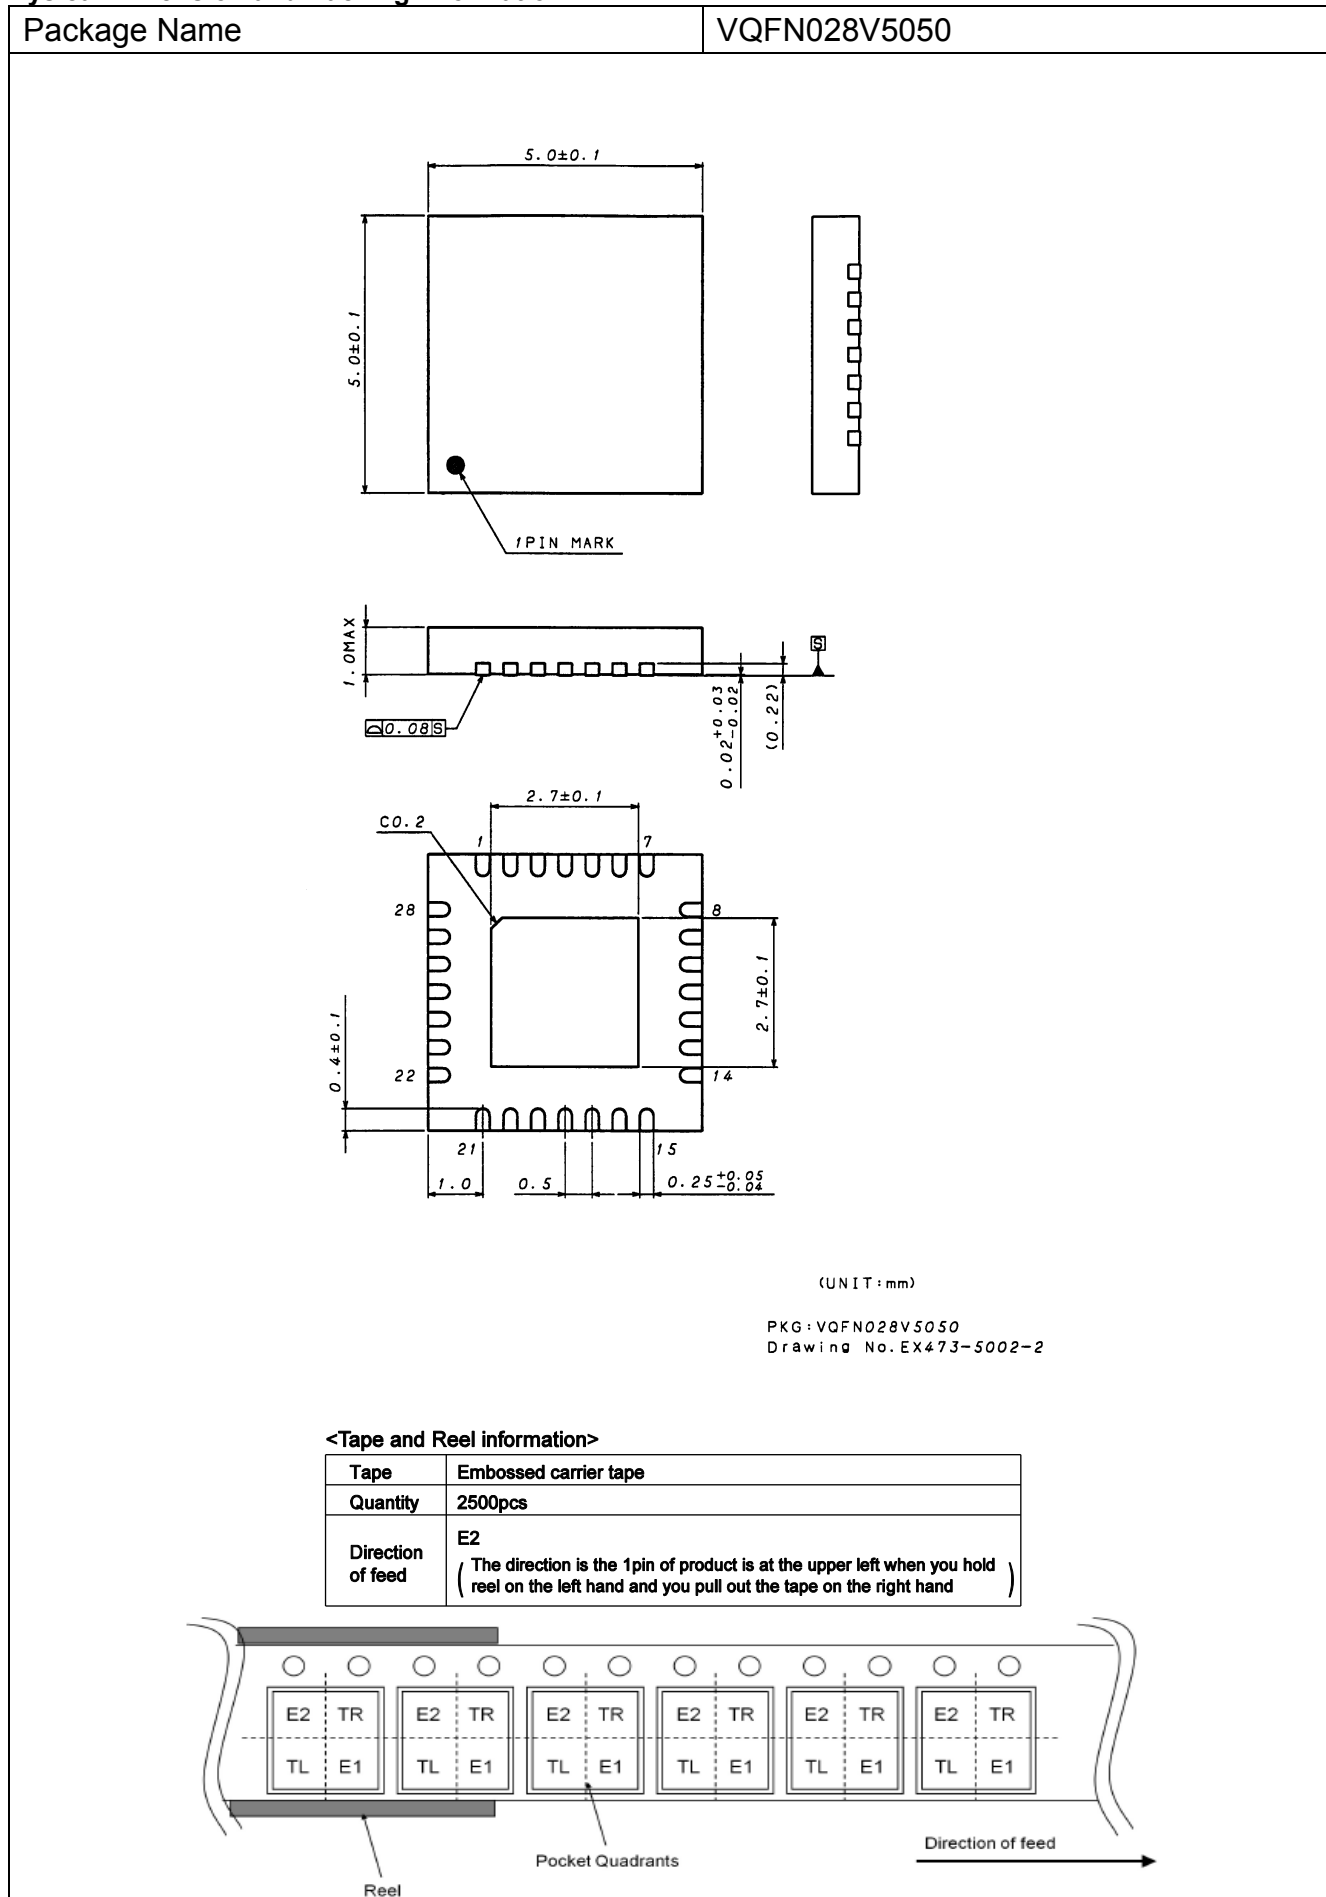 Package Name VQFN028V5050
5.0±0.1
5.0±0.1
1PIN MARK
1.0MAX
S
0.08 S
0.02+0.03-0.02
(0.22)
2.7±0.1
C0.2
1 7
28 8
2.7±0.1
0.4±0.1
22 14
21 15
1.0 0.5 0.25+0.05-0.04
(UNIT:mm)
PKG:VQFN028V5050
Drawing No.EX473-5002-2
<Tape and Reel information>
Tape Embossed carrier tape
Quantity 2500pcs
Direction of feed E2
( The direction is the 1pin of product is at the upper left when you hold
reel on the left hand and you pull out the tape on the right hand )
E2 TR E2 TR E2 TR E2 TR E2 TR E2 TR
TL E1 TL E1 TL E1 TL E1 TL E1 TL E1
Direction of feed
Pocket Quadrants
Reel